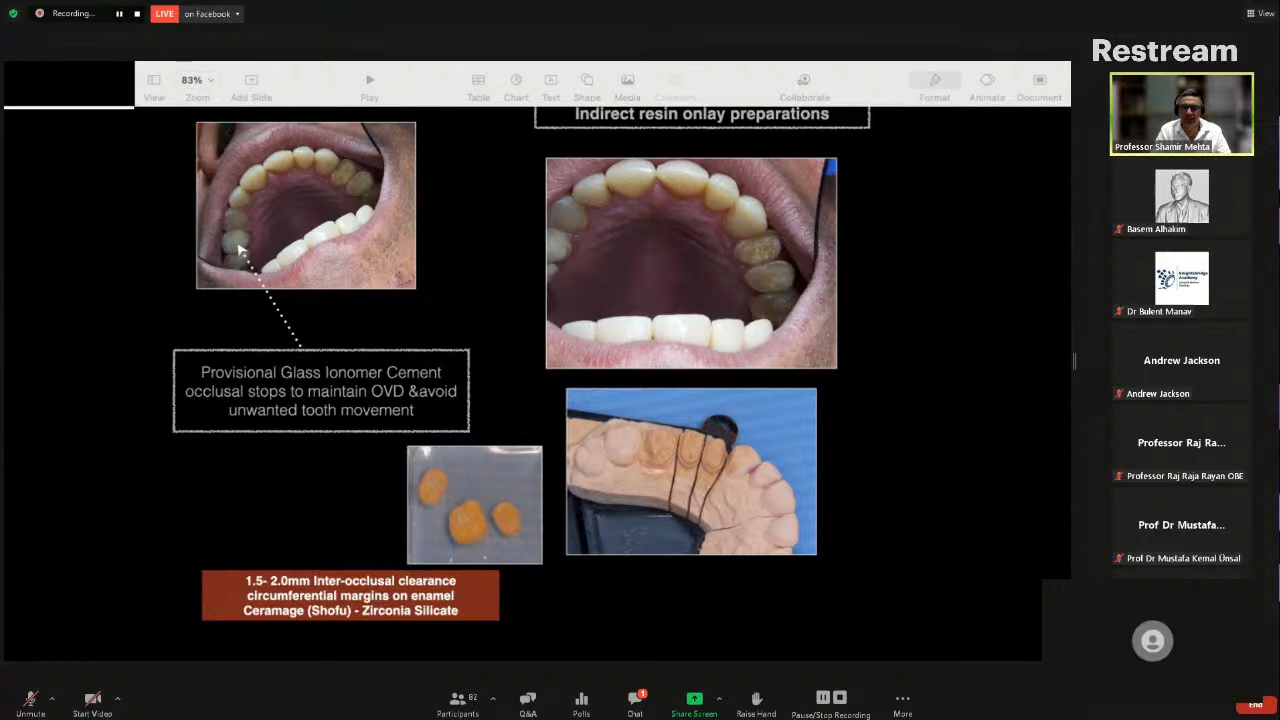 Recording...
LIVE
on Facebook
View
Restream
83%
View
Zoom
Add Slide
Play
Table
Chart
Text
Shape
Media
Comment
Collaborate
Format
Animate
Document
Indirect resin onlay preparations
Professor Shamir Mehta
Basem Alhakim
Knightsbridge
Academy
Dr Bulent Manav
Andrew Jackson
Andrew Jackson
Professor Raj Ra...
Professor Raj Raja Rayan OBE
Prof Dr Mustafa...
Prof Dr Mustafa Kemal Ünsal
Provisional Glass Ionomer Cement
occlusal stops to maintain OVD &avoid
unwanted tooth movement
1.5- 2.0mm Inter-occlusal clearance
circumferential margins on enamel
Ceramage (Shofu) - Zirconia Silicate
Unmute
Start Video
82
Participants
Q&A
Polls
1
Chat
Share Screen
Raise Hand
Pause/Stop Recording
More
End